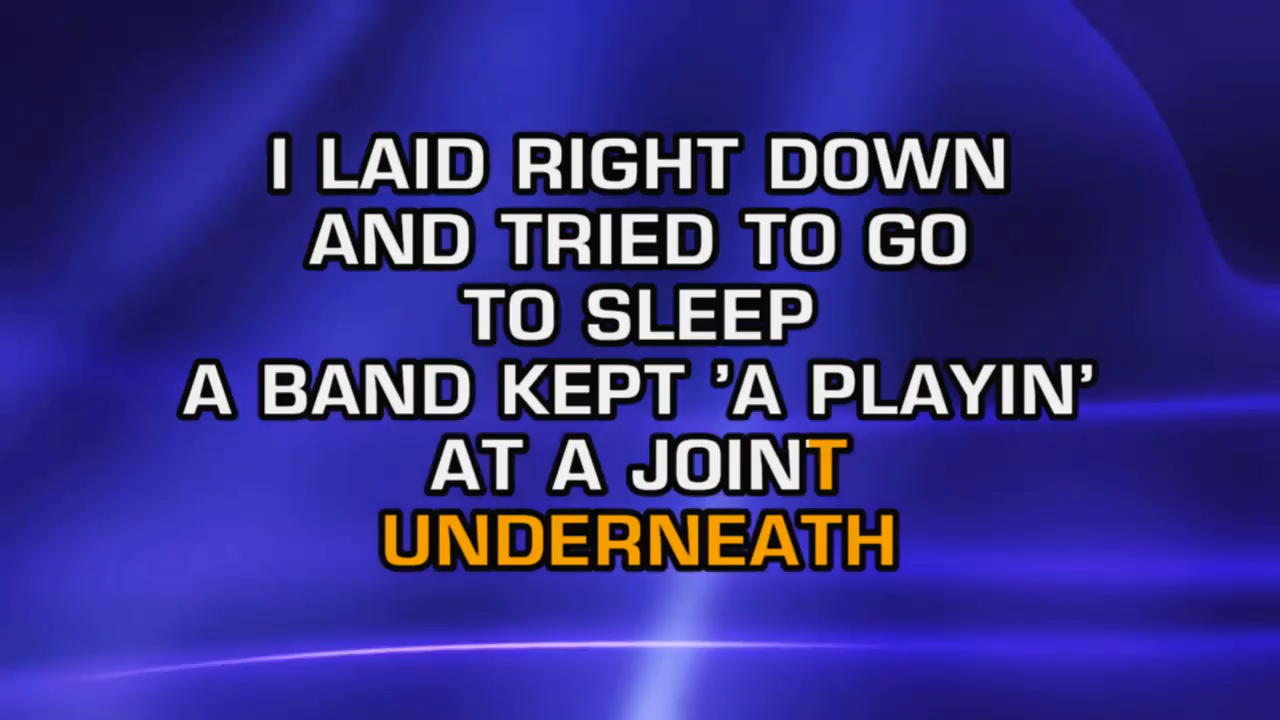 I LAID RIGHT DOWN
AND TRIED TO GO
TO SLEEP
A BAND KEPT ’A PLAYIN’
AT A JOINT
UNDERNEATH